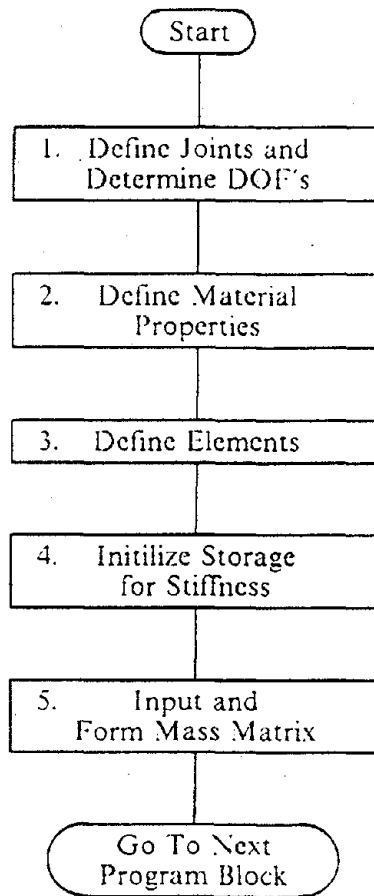 Start
1. Define Joints and
Determine DOF's
2. Define Material
Properties
3. Define Elements
4. Initilize Storage
for Stiffness
5. Input and
Form Mass Matrix
Go To Next
Program Block